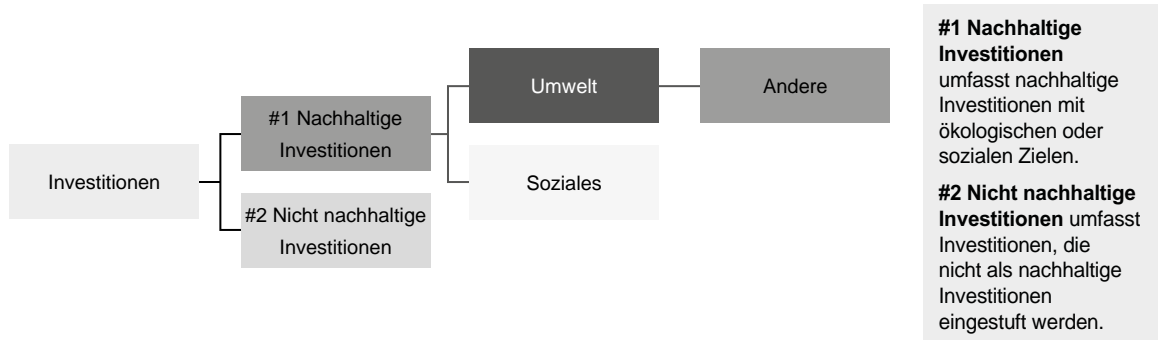 Investitionen
#1 Nachhaltige
Investitionen
#2 Nicht nachhaltige
Investitionen
Umwelt
Soziales
Andere
#1 Nachhaltige
Investitionen
umfasst nachhaltige
Investitionen mit
ökologischen oder
sozialen Zielen.
#2 Nicht nachhaltige
Investitionen umfasst
Investitionen, die
nicht als nachhaltige
Investitionen
eingestuft werden.